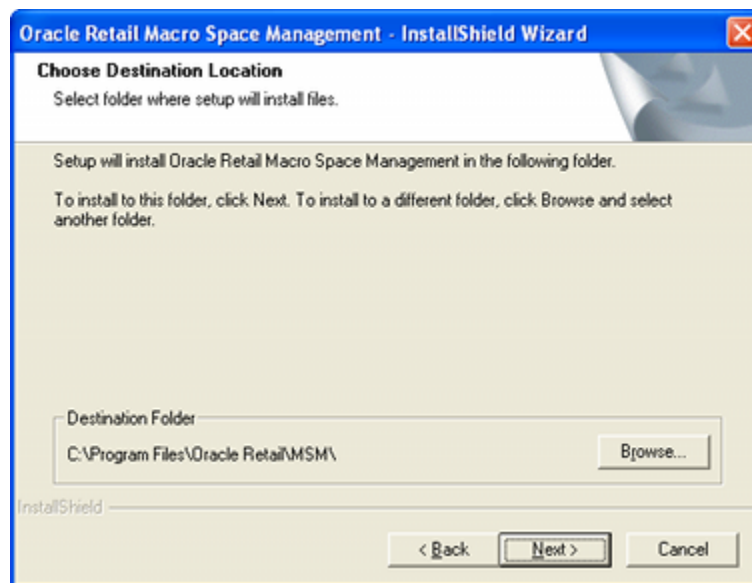 Oracle Retail Macro Space Management - InstallShield Wizard
Choose Destination Location
Select folder where setup will install files.
Setup will install Oracle Retail Macro Space Management in the following folder.
To install to this folder, click Next. To install to a different folder, click Browse and select
another folder.
Destination Folder
C:\Program Files\Oracle Retail\MSM\
Browse...
InstallShield
< Back
Next >
Cancel